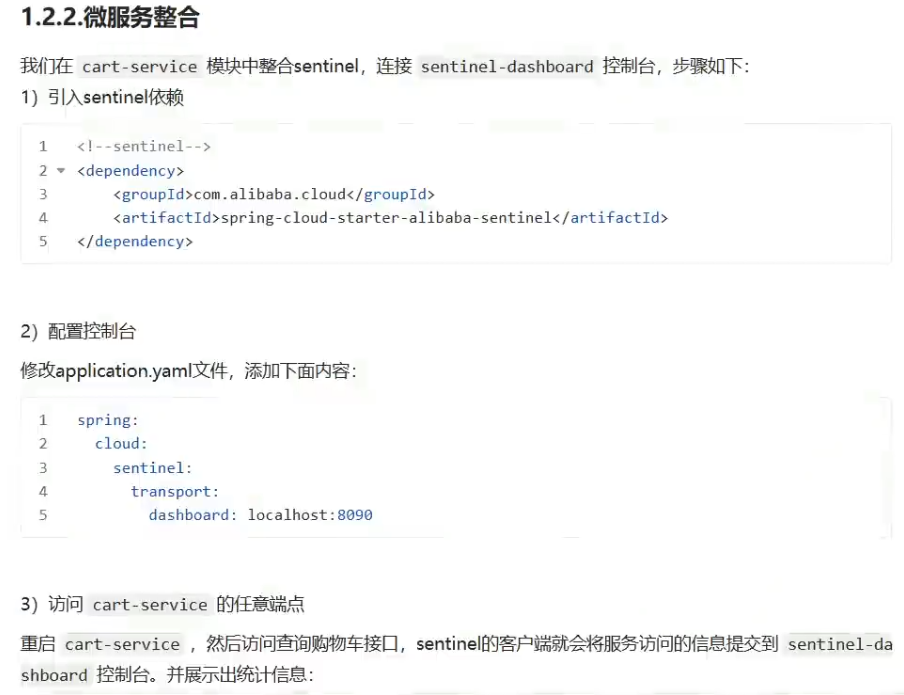 1.2.2.微服务整合
我们在 cart-service 模块中整合sentinel，连接 sentinel-dashboard 控制台，步骤如下：
1）引入sentinel依赖
1 <!--sentinel-->
2 <dependency>
3     <groupId>com.alibaba.cloud</groupId>
4     <artifactId>spring-cloud-starter-alibaba-sentinel</artifactId>
5 </dependency>
2）配置控制台
修改application.yaml文件，添加下面内容：
1 spring:
2   cloud:
3     sentinel:
4       transport:
5         dashboard: localhost:8090
3）访问 cart-service 的任意端点
重启 cart-service ，然后访问查询购物车接口，sentinel的客户端就会将服务访问的信息提交到 sentinel-da
shboard 控制台。并展示出统计信息：